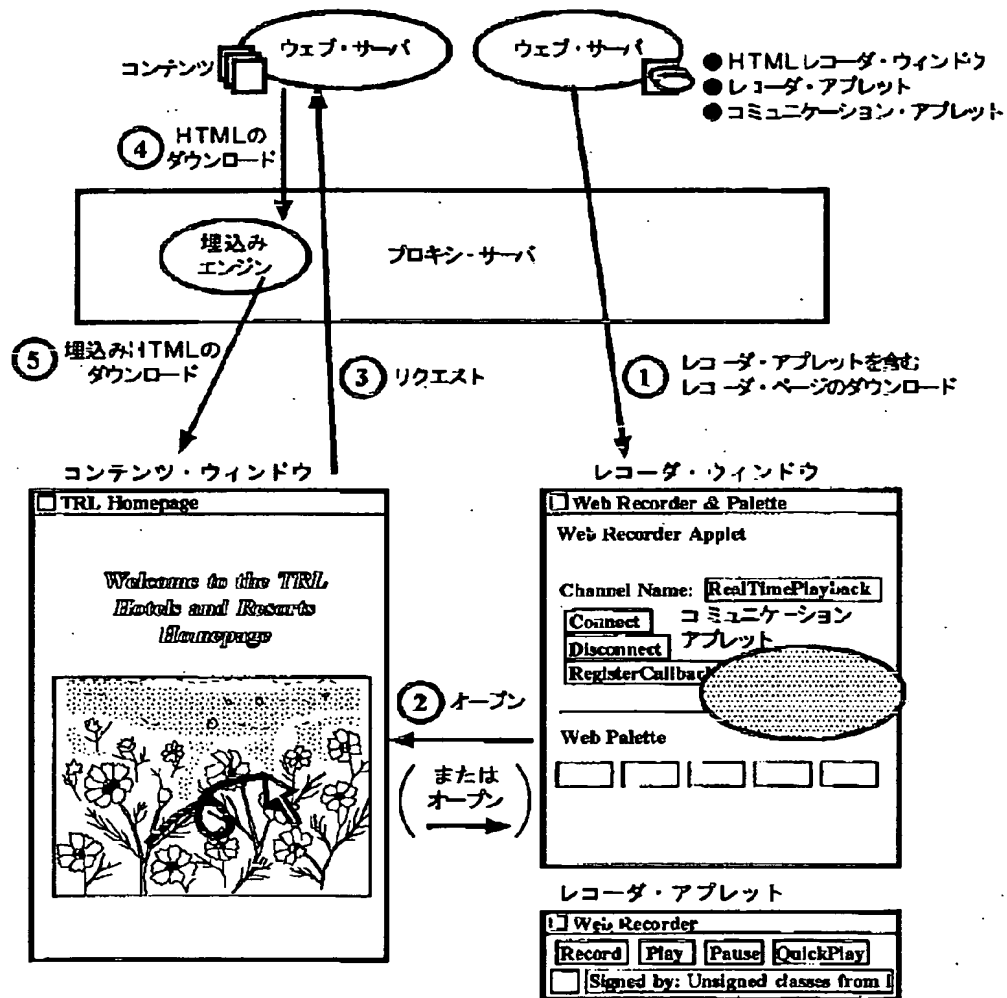 ウェブ・サーバ
ウェブ・サーバ
コンテンツ
●HTMLレコーダ・ウィンドウ
●レコーダ・アプレット
●コミュニケーション・アプレット
④ HTMLの
ダウンロード
埋込み
エンジン
プロキシ・サーバ
⑤ 埋込みHTMLの
ダウンロード
③ リクエスト
① レコーダ・アプレットを含む
レコーダ・ページのダウンロード
コンテンツ・ウィンドウ
レコーダ・ウィンドウ
TRL Homepage
Welcome to the TRL
Hotels and Resorts
Homepage
Web Recorder & Palette
Web Recorder Applet
Channel Name: RealTimePlayback
Connect
コミュニケーション
アプレット
Disconnect
RegisterCallback
② オープン
Web Palette
(または
オープン)
レコーダ・アプレット
Web Recorder
Record Play Pause QuickPlay
Signed by: Unsigned classes from l